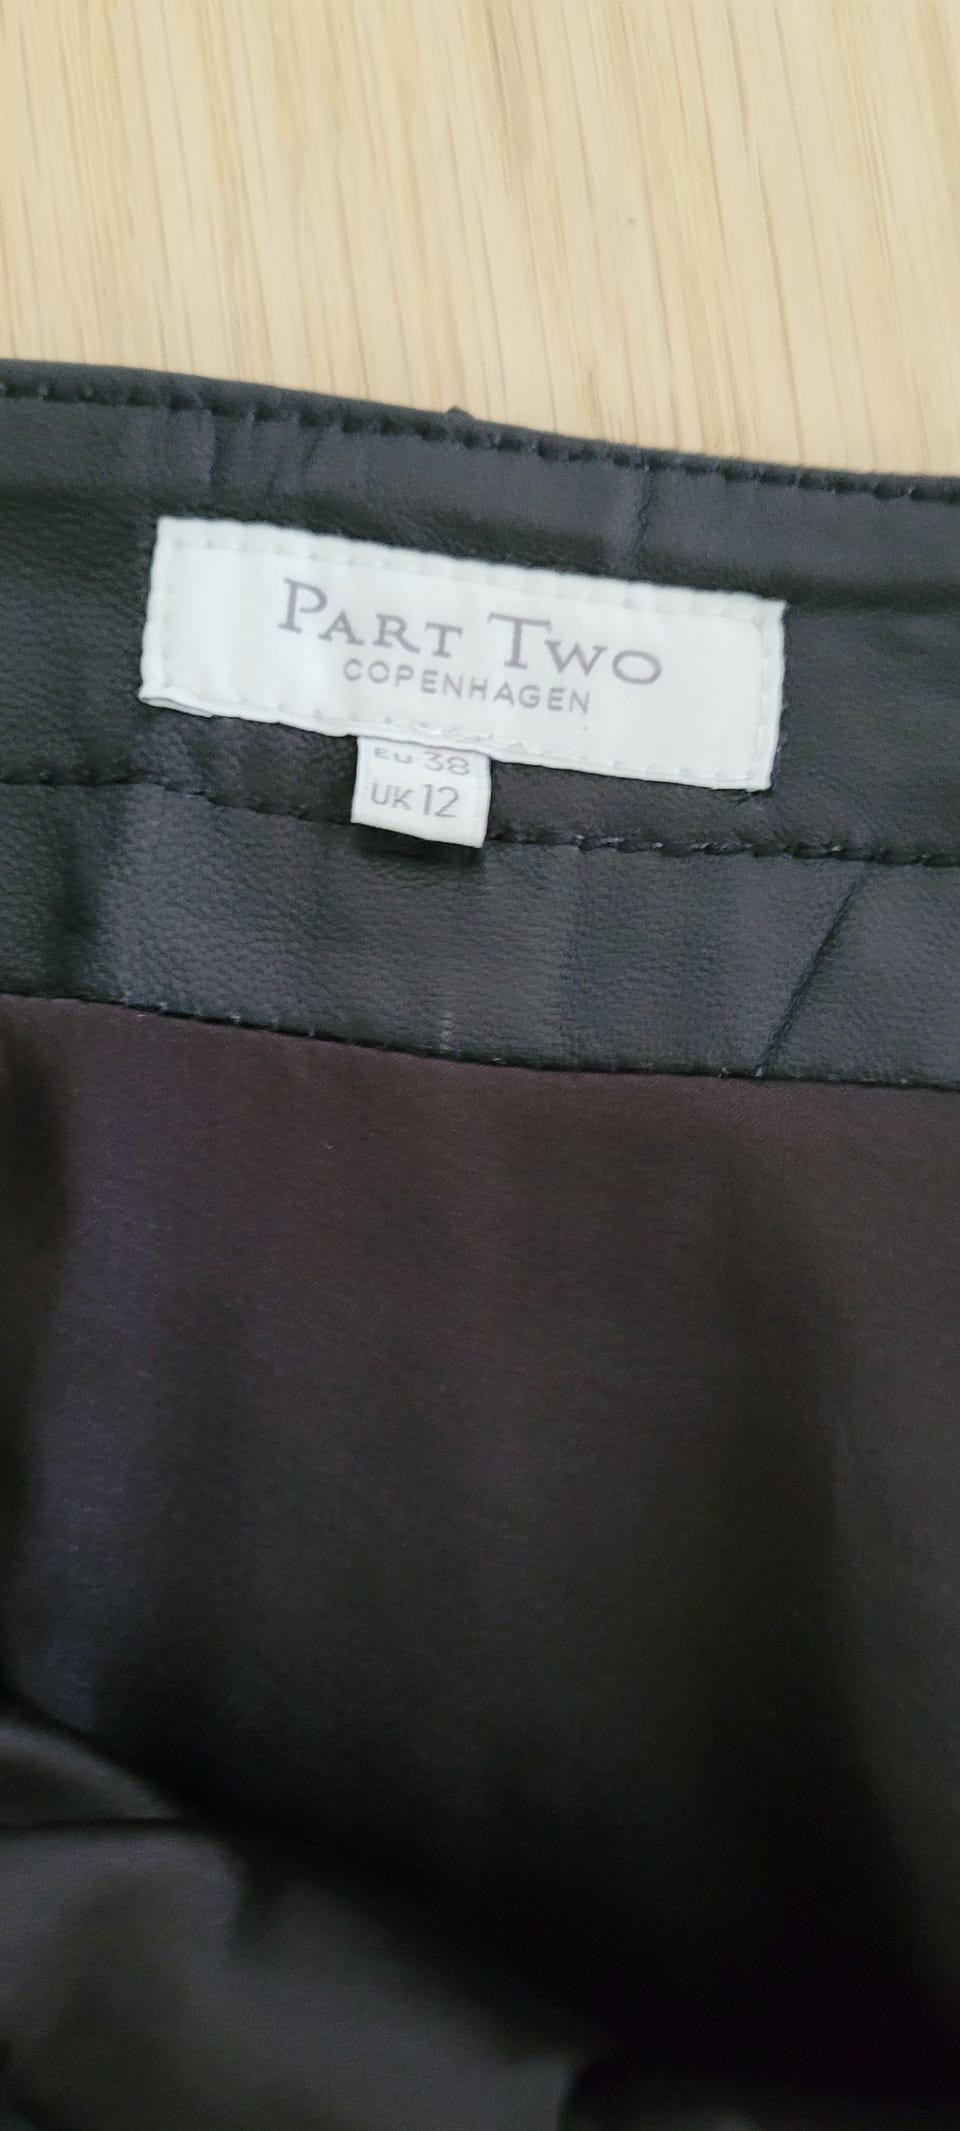 PART TWO
COPENHAGEN
EU 38
UK 12